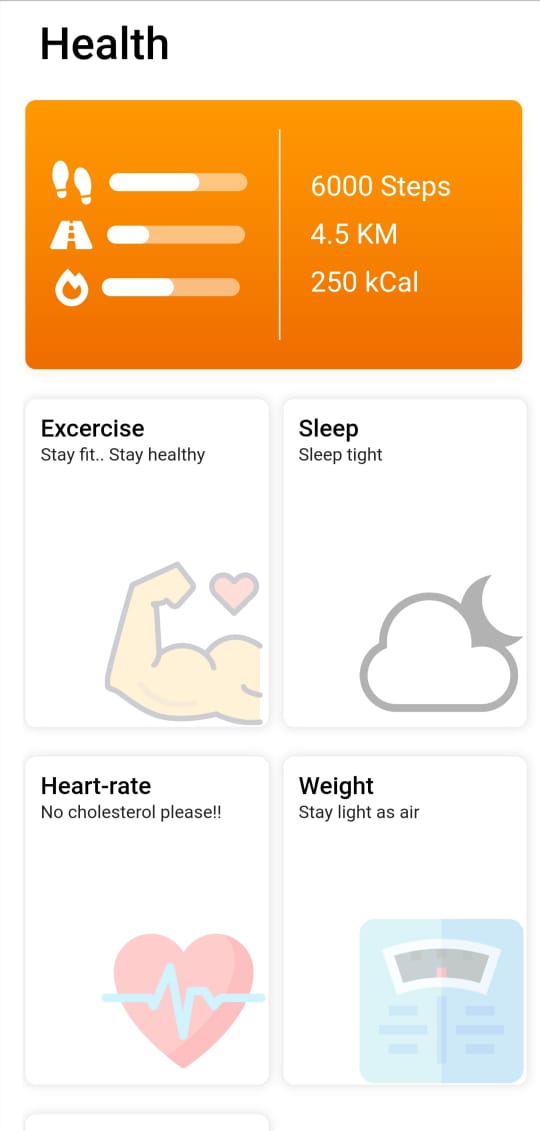 Health
6000 Steps
4.5 KM
250 kCal
Excercise
Stay fit.. Stay healthy
Sleep
Sleep tight
Heart-rate
No cholesterol please!!
Weight
Stay light as air